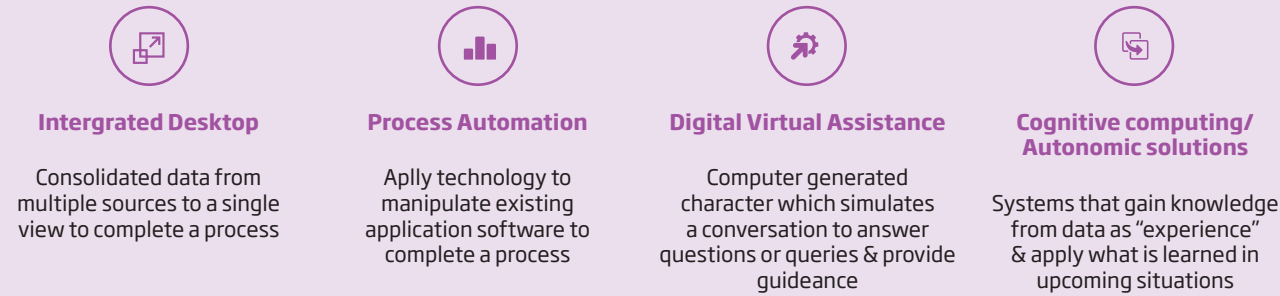 Intergrated Desktop
Consolidated data from
multiple sources to a single
view to complete a process
Process Automation
Aplly technology to
manipulate existing
application software to
complete a process
Digital Virtual Assistance
Computer generated
character which simulates
a conversation to answer
questions or queries & provide
guideance
Cognitive computing/
Autonomic solutions
Systems that gain knowledge
from data as “experience”
& apply what is learned in
upcoming situations